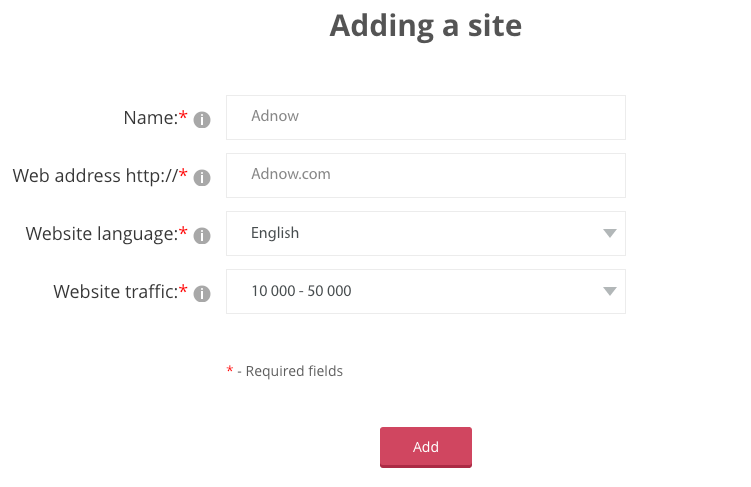 Adding a site
Name:* i
Adnow
Web address http://* i
Adnow.com
Website language:* i
English
Website traffic:* i
10 000 - 50 000
* - Required fields
Add